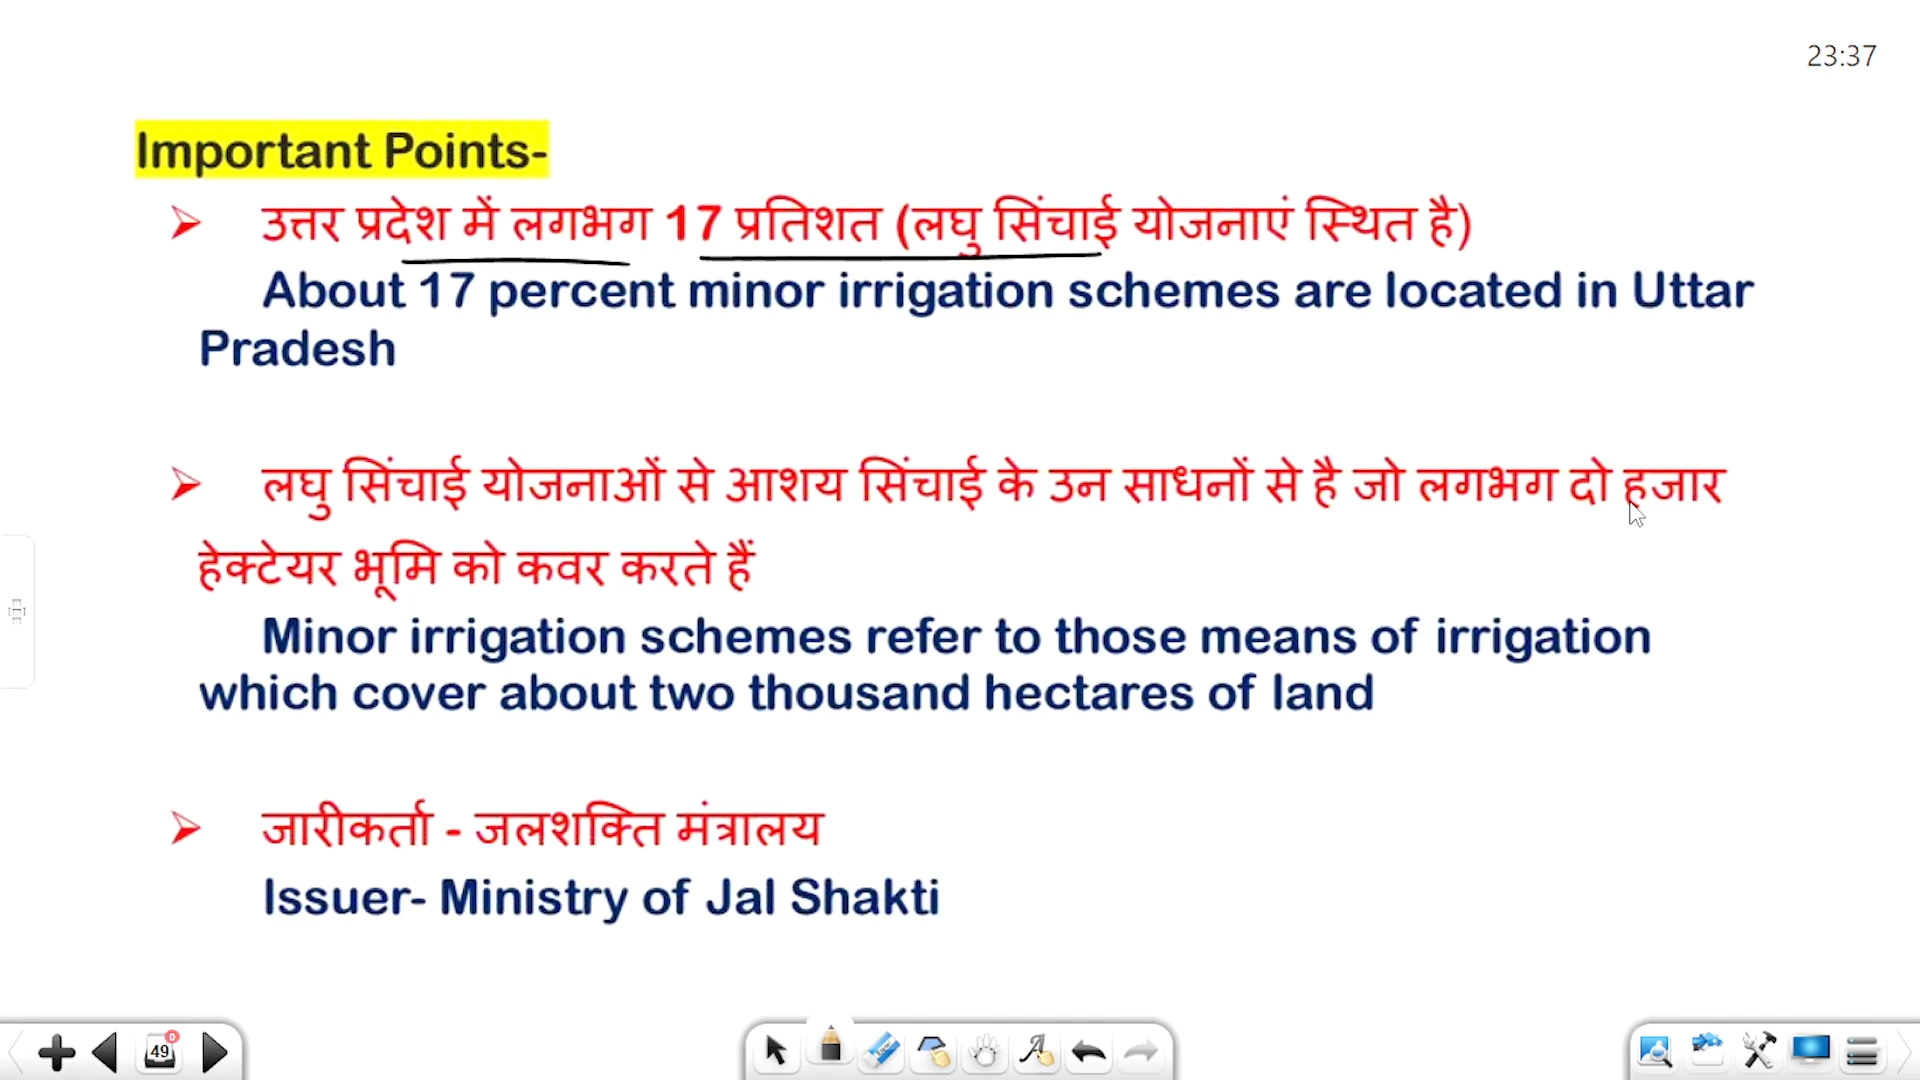 23:37
Important Points-
➢ उत्तर प्रदेश में लगभग 17 प्रतिशत (लघु सिंचाई योजनाएं स्थित है)
About 17 percent minor irrigation schemes are located in Uttar
Pradesh
➢ लघु सिंचाई योजनाओं से आशय सिंचाई के उन साधनों से है जो लगभग दो हजार
हेक्टेयर भूमि को कवर करते हैं
Minor irrigation schemes refer to those means of irrigation
which cover about two thousand hectares of land
➢ जारीकर्ता - जलशक्ति मंत्रालय
Issuer- Ministry of Jal Shakti
49